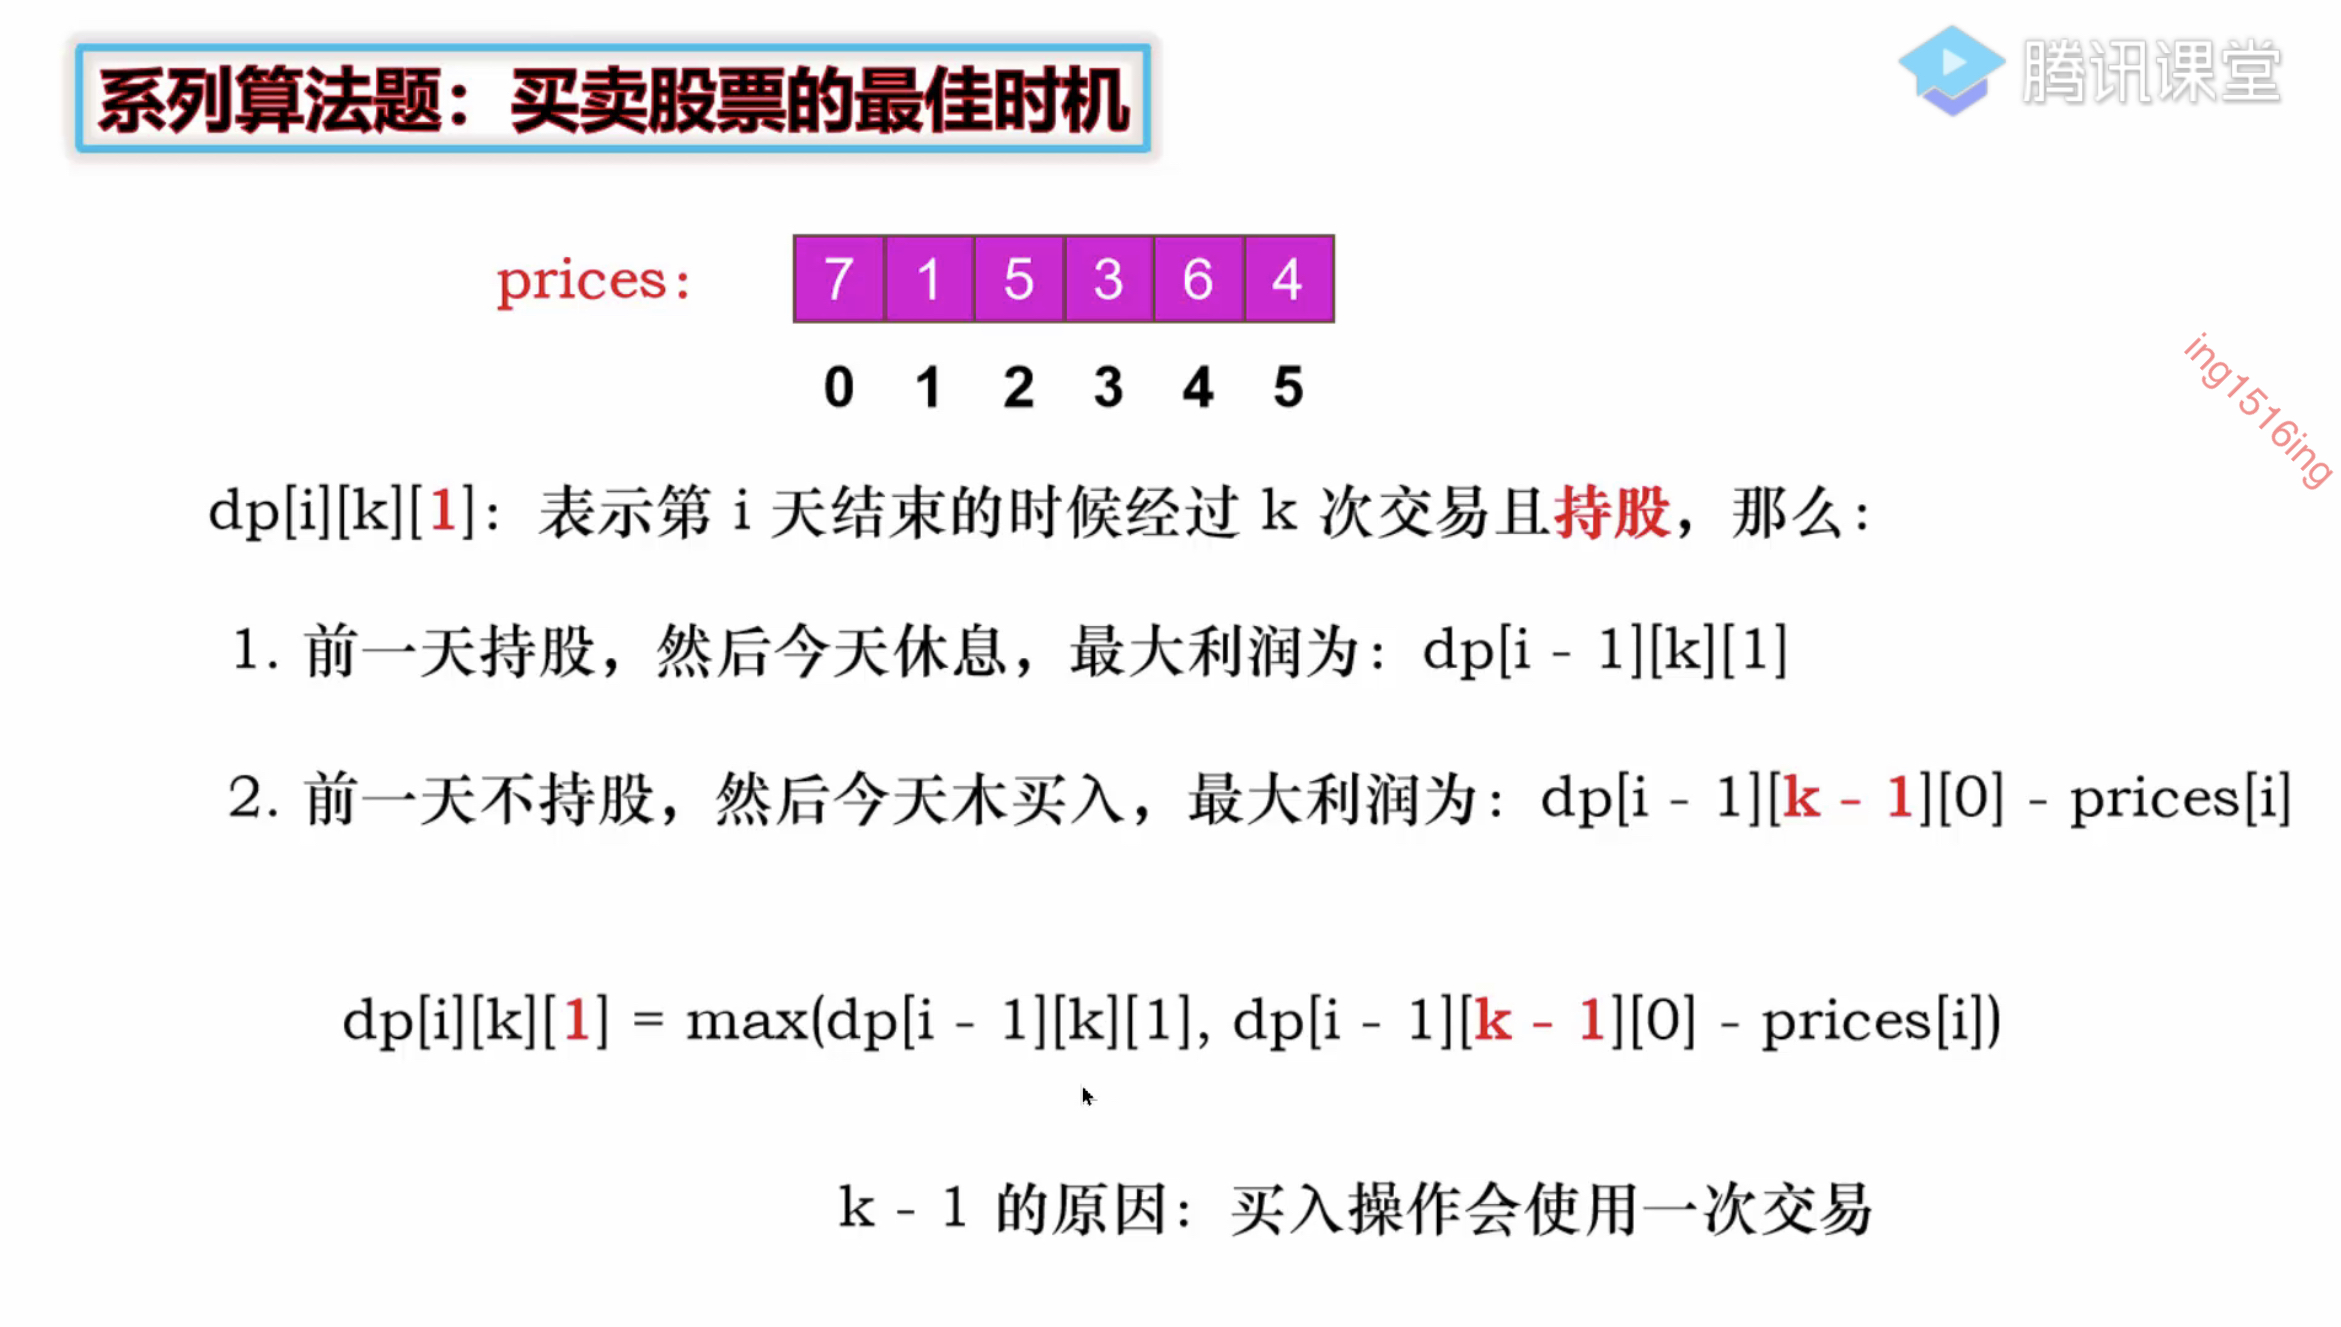 系列算法题：买卖股票的最佳时机
腾讯课堂
prices:
7 1 5 3 6 4
0 1 2 3 4 5
ing1516ing
dp[i][k][1]：表示第 i 天结束的时候经过 k 次交易且持股，那么：
1. 前一天持股，然后今天休息，最大利润为：dp[i - 1][k][1]
2. 前一天不持股，然后今天木买入，最大利润为：dp[i - 1][k - 1][0] - prices[i]
dp[i][k][1] = max(dp[i - 1][k][1], dp[i - 1][k - 1][0] - prices[i])
k - 1 的原因：买入操作会使用一次交易